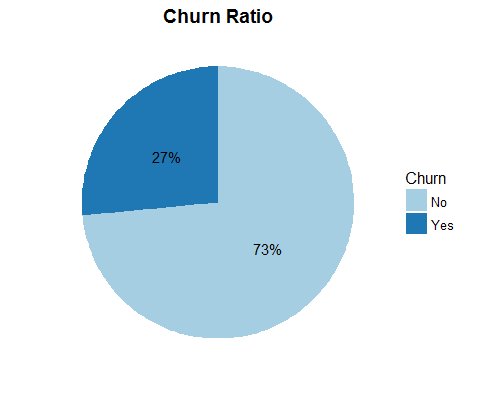 Churn Ratio
27%
73%
Churn
No
Yes